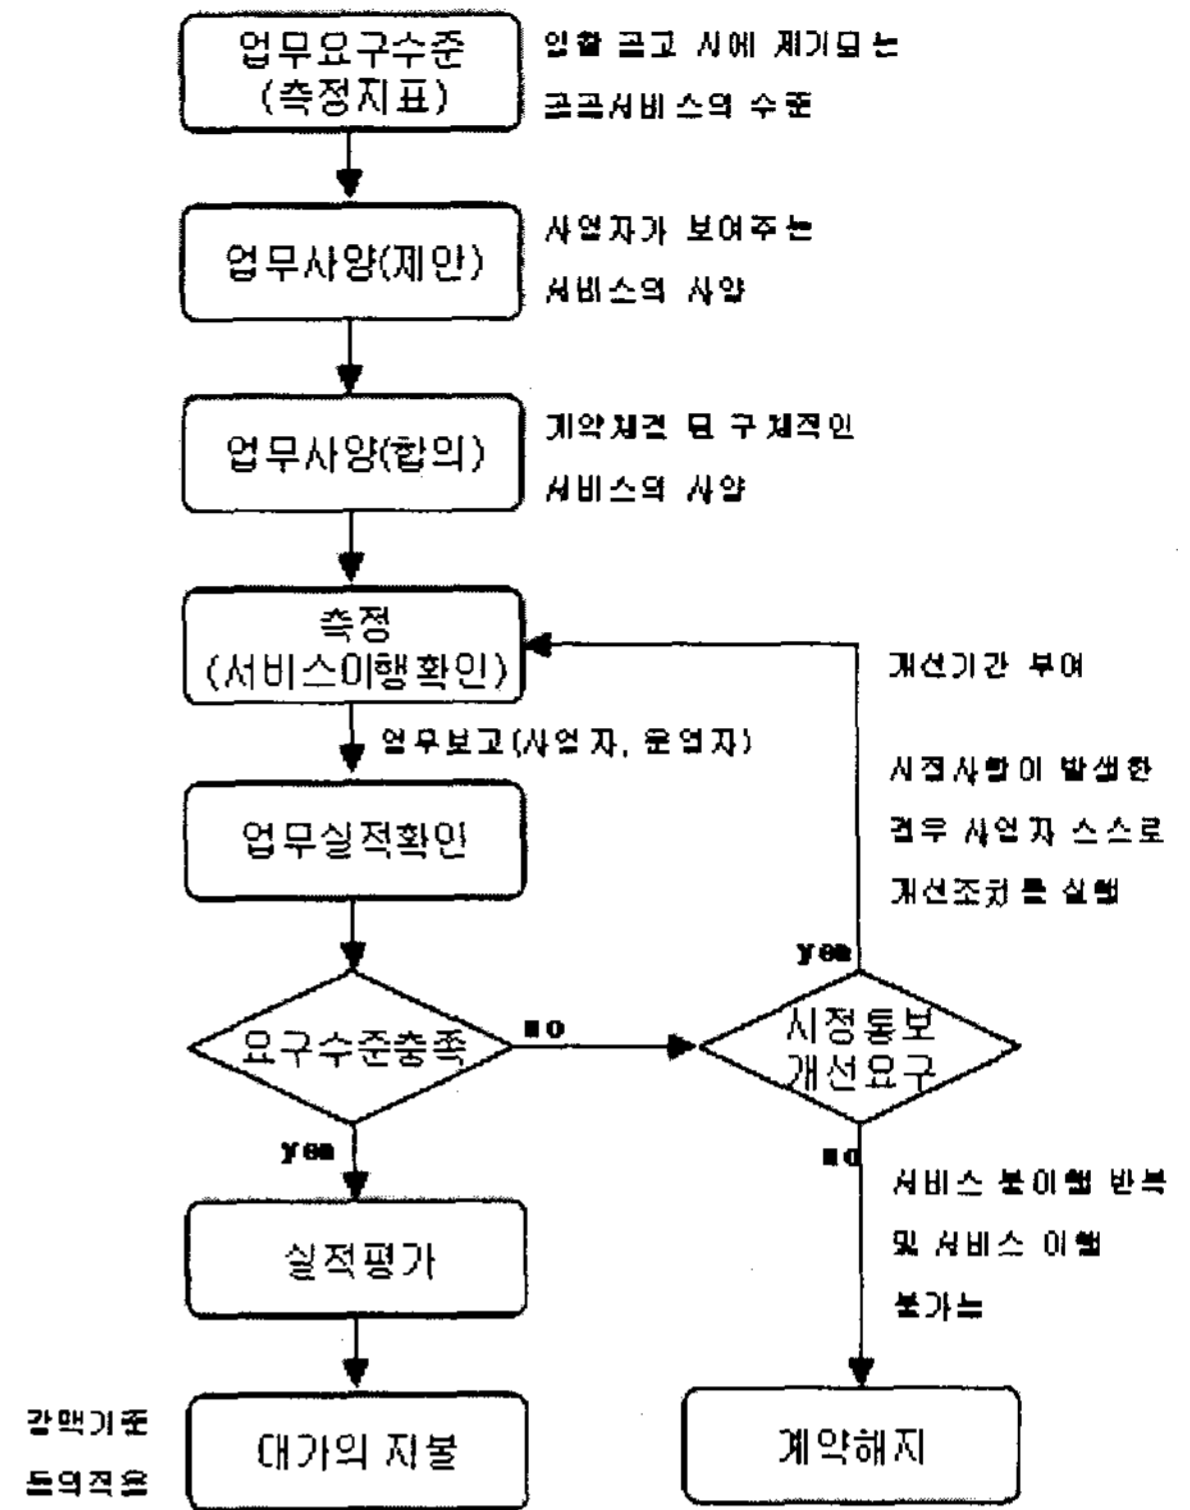 업무요구수준
(측정지표)
입찰 공고 시에 제기되는
공공서비스의 수준
업무사양(제안)
사업자가 보여주는
서비스의 사양
업무사양(합의)
계약체결 된 구체적인
서비스의 사양
측정
(서비스이행확인)
개선기간 부여
업무보고(사업자, 운영자)
시정사항이 발생한
경우 사업자 스스로
개선조치를 실행
업무실적확인
yes
요구수준충족
no
시정통보
개선요구
yes
no
서비스 불이행 반복
및 서비스 이행
불가능
실적평가
감액기준
등의적용
대가의 지불
계약해지